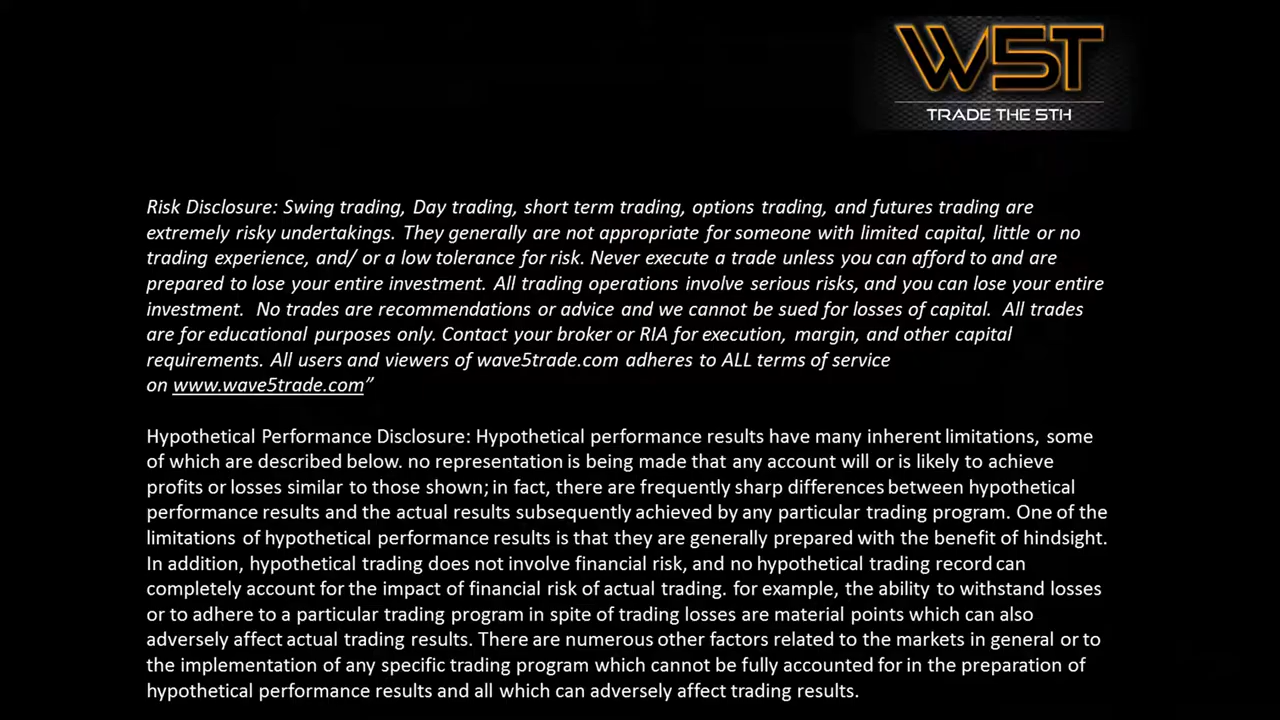 W5T
TRADE THE 5TH
Risk Disclosure: Swing trading, Day trading, short term trading, options trading, and futures trading are
extremely risky undertakings. They generally are not appropriate for someone with limited capital, little or no
trading experience, and/ or a low tolerance for risk. Never execute a trade unless you can afford to and are
prepared to lose your entire investment. All trading operations involve serious risks, and you can lose your entire
investment. No trades are recommendations or advice and we cannot be sued for losses of capital. All trades
are for educational purposes only. Contact your broker or RIA for execution, margin, and other capital
requirements. All users and viewers of wave5trade.com adheres to ALL terms of service
on www.wave5trade.com”
Hypothetical Performance Disclosure: Hypothetical performance results have many inherent limitations, some
of which are described below. no representation is being made that any account will or is likely to achieve
profits or losses similar to those shown; in fact, there are frequently sharp differences between hypothetical
performance results and the actual results subsequently achieved by any particular trading program. One of the
limitations of hypothetical performance results is that they are generally prepared with the benefit of hindsight.
In addition, hypothetical trading does not involve financial risk, and no hypothetical trading record can
completely account for the impact of financial risk of actual trading. for example, the ability to withstand losses
or to adhere to a particular trading program in spite of trading losses are material points which can also
adversely affect actual trading results. There are numerous other factors related to the markets in general or to
the implementation of any specific trading program which cannot be fully accounted for in the preparation of
hypothetical performance results and all which can adversely affect trading results.